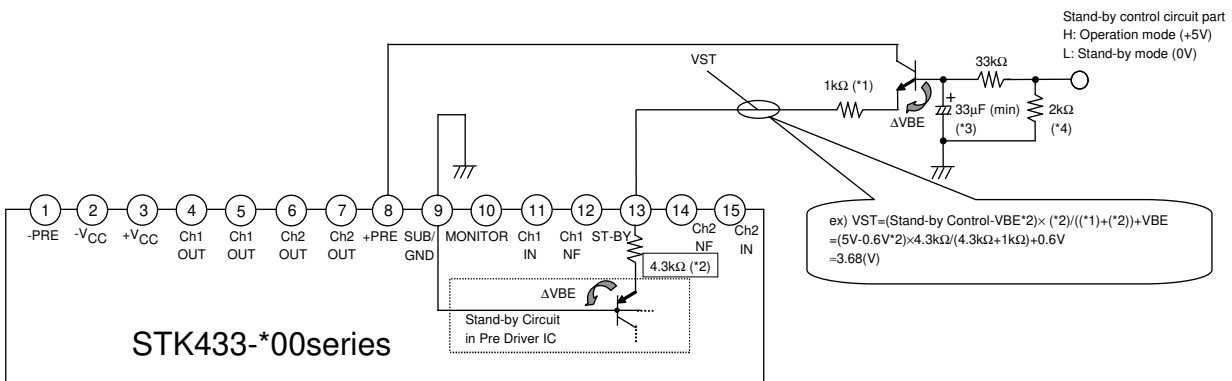 Stand-by control circuit part
H: Operation mode (+5V)
L: Stand-by mode (0V)
VST
1kΩ (*1)
33kΩ
ΔVBE
+
33µF (min)
(*3)
2kΩ
(*4)
1 2 3 4 5 6 7 8 9 10 11 12 13 14 15
-PRE
-VCC
+VCC
Ch1
OUT
Ch1
OUT
Ch2
OUT
Ch2
OUT
+PRE
SUB/
GND
MONITOR
Ch1
IN
Ch1
NF
ST-BY
Ch2
NF
Ch2
IN
4.3kΩ (*2)
ΔVBE
Stand-by Circuit
in Pre Driver IC
STK433-*00series
ex) VST=(Stand-by Control-VBE*2)× (*2)/((*1)+(*2))+VBE
=(5V-0.6V*2)×4.3kΩ/(4.3kΩ+1kΩ)+0.6V
=3.68(V)